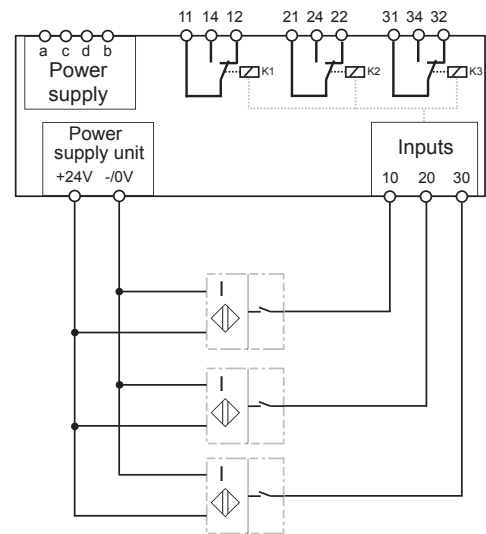 11 14 12 21 24 22 31 34 32
a c d b
Power
supply
K1 K2 K3
Power
supply unit
+24V -/0V
Inputs
10 20 30